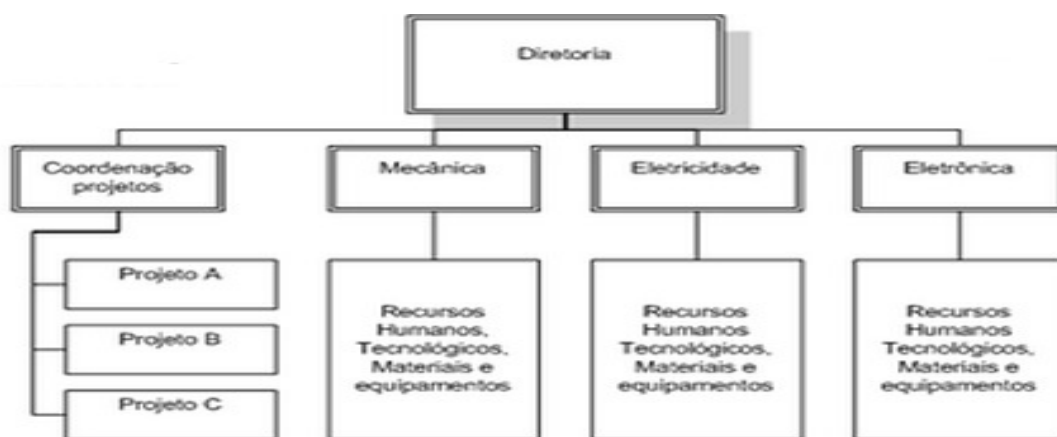 Diretoria
Coordenação
projetos
Mecânica
Eletricidade
Eletrônica
Projeto A
Projeto B
Projeto C
Recursos
Humanos,
Tecnológicos,
Materiais e
equipamentos
Recursos
Humanos
Tecnológicos,
Materiais e
equipamentos
Recursos
Humanos
Tecnológicos,
Materiais e
equipamentos